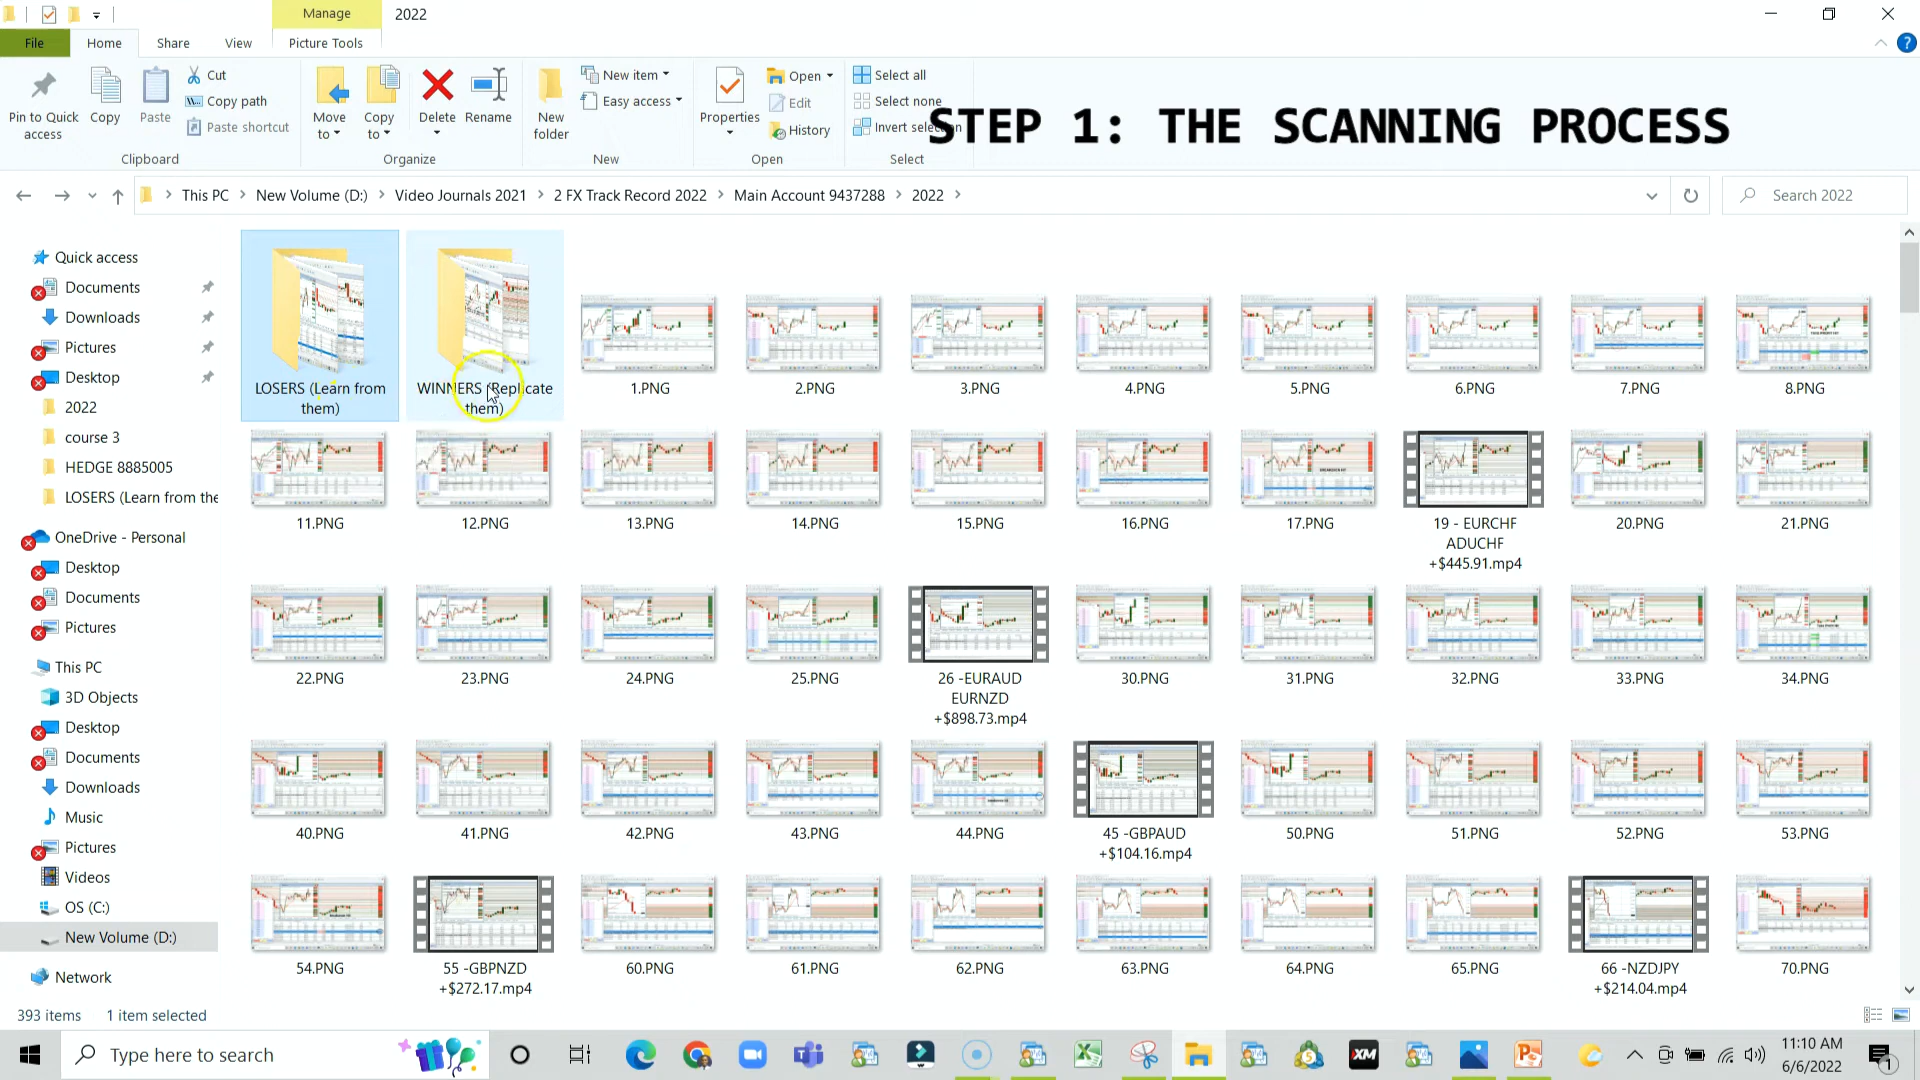 Manage
2022
File
Home
Share
View
Picture Tools
Pin to Quick
access
Copy
Paste
Cut
Copy path
Paste shortcut
Clipboard
Move
to
Copy
to
Delete
Rename
Organize
New
folder
New item
Easy access
New
Properties
Open
Edit
History
Open
Select all
Select none
Invert selection
Select
STEP 1: THE SCANNING PROCESS
This PC
New Volume (D:)
Video Journals 2021
2 FX Track Record 2022
Main Account 9437288
2022
Search 2022
Quick access
Documents
Downloads
Pictures
Desktop
2022
course 3
HEDGE 8885005
LOSERS (Learn from the
OneDrive - Personal
Desktop
Documents
Pictures
This PC
3D Objects
Desktop
Documents
Downloads
Music
Pictures
Videos
OS (C:)
New Volume (D:)
Network
LOSERS (Learn from
them)
WINNERS (Replicate
them)
1.PNG
2.PNG
3.PNG
4.PNG
5.PNG
6.PNG
7.PNG
8.PNG
11.PNG
12.PNG
13.PNG
14.PNG
15.PNG
16.PNG
17.PNG
19 - EURCHF
ADUCHF
+$445.91.mp4
20.PNG
21.PNG
22.PNG
23.PNG
24.PNG
25.PNG
26 -EURAUD
EURNZD
+$898.73.mp4
30.PNG
31.PNG
32.PNG
33.PNG
34.PNG
40.PNG
41.PNG
42.PNG
43.PNG
44.PNG
45 -GBPAUD
+$104.16.mp4
50.PNG
51.PNG
52.PNG
53.PNG
54.PNG
55 -GBPNZD
+$272.17.mp4
60.PNG
61.PNG
62.PNG
63.PNG
64.PNG
65.PNG
66 -NZDJPY
+$214.04.mp4
70.PNG
393 items
1 item selected
Type here to search
XM
11:10 AM
6/6/2022
1